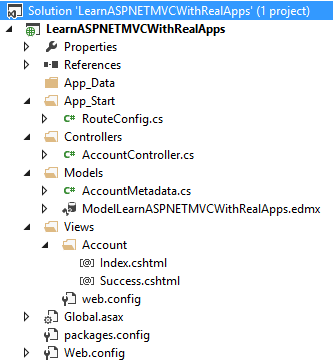 Solution 'LearnASPNETMVCWithRealApps' (1 project)
LearnASPNETMVCWithRealApps
Properties
References
App_Data
App_Start
RouteConfig.cs
Controllers
AccountController.cs
Models
AccountMetadata.cs
ModelLearnASPNETMVCWithRealApps.edmx
Views
Account
Index.cshtml
Success.cshtml
web.config
Global.asax
packages.config
Web.config